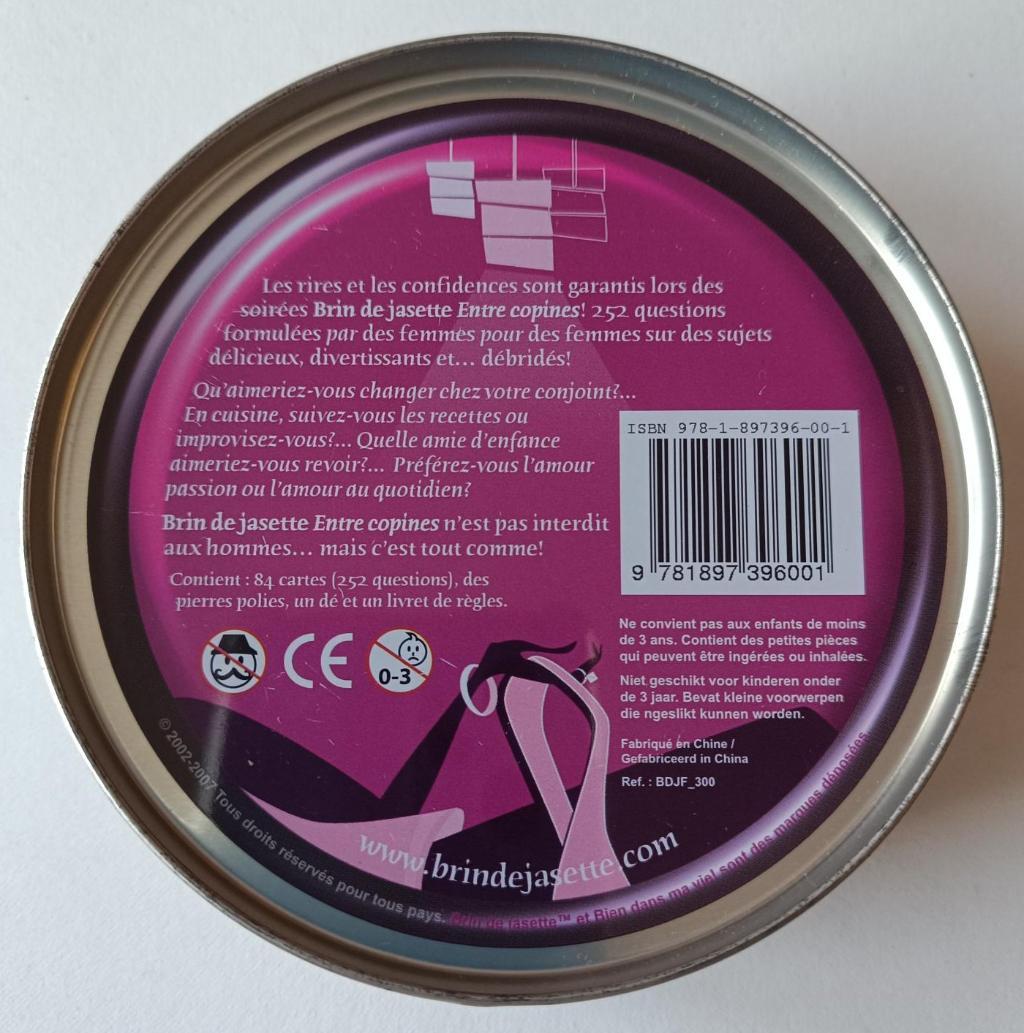 Les rires et les confidences sont garantis lors des
soirées Brin de jasette Entre copines! 252 questions
formulées par des femmes pour des femmes sur des sujets
délicieux, divertissants et... débridés!
Qu'aimeriez-vous changer chez votre conjoint?...
En cuisine, suivez-vous les recettes ou
improvisez-vous?... Quelle amie d'enfance
aimeriez-vous revoir?... Préférez-vous l'amour
passion ou l'amour au quotidien?
Brin de jasette Entre copines n'est pas interdit
aux hommes... mais c'est tout comme!
Contient : 84 cartes (252 questions), des
pierres polies, un dé et un livret de règles.
CE
0-3
ISBN 978-1-897396-00-1
9 781897 396001
Ne convient pas aux enfants de moins
de 3 ans. Contient des petites pièces
qui peuvent être ingérées ou inhalées.
Niet geschikt voor kinderen onder
de 3 jaar. Bevat kleine voorwerpen
die ngeslikt kunnen worden.
Fabriqué en Chine /
Gefabriceerd in China
Ref. : BDJF_300
www.brindejasette.com
© 2002-2007 Tous droits réservés pour tous pays. Brin de jasette™ et Bien dans ma vie! sont des marques déposées.